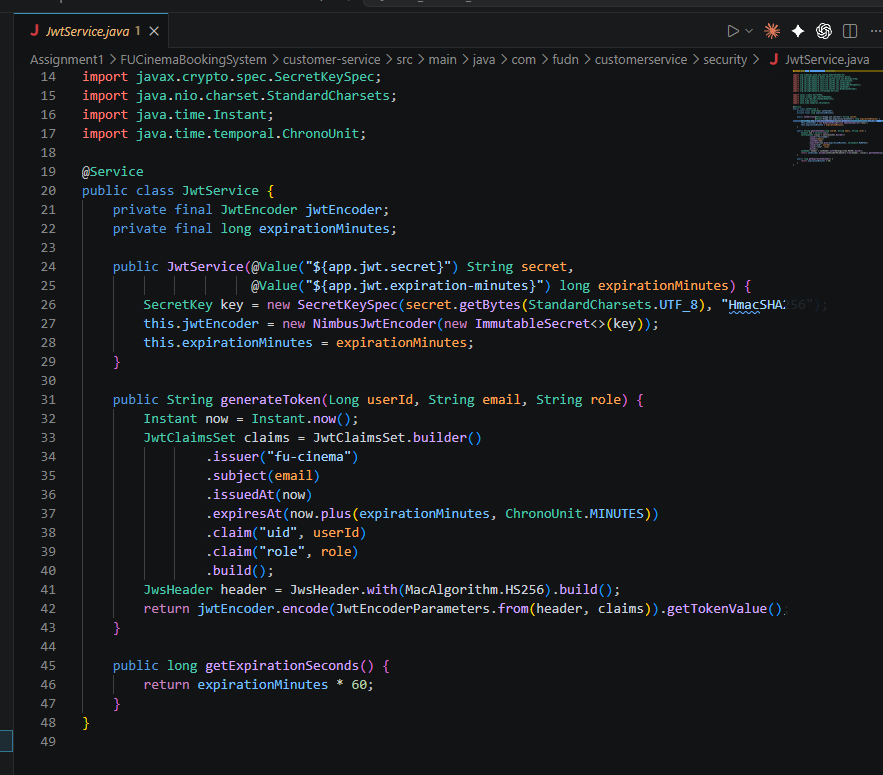 JwtService.java 1
Assignment1 > FUCinemaBookingSystem > customer-service > src > main > java > com > fudn > customerservice > security > JwtService.java
14 import javax.crypto.spec.SecretKeySpec;
15 import java.nio.charset.StandardCharsets;
16 import java.time.Instant;
17 import java.time.temporal.ChronoUnit;
18
19 @Service
20 public class JwtService {
21     private final JwtEncoder jwtEncoder;
22     private final long expirationMinutes;
23
24     public JwtService(@Value("${app.jwt.secret}") String secret,
25                       @Value("${app.jwt.expiration-minutes}") long expirationMinutes) {
26         SecretKey key = new SecretKeySpec(secret.getBytes(StandardCharsets.UTF_8), "HmacSHA256");
27         this.jwtEncoder = new NimbusJwtEncoder(new ImmutableSecret<>(key));
28         this.expirationMinutes = expirationMinutes;
29     }
30
31     public String generateToken(Long userId, String email, String role) {
32         Instant now = Instant.now();
33         JwtClaimsSet claims = JwtClaimsSet.builder()
34                 .issuer("fu-cinema")
35                 .subject(email)
36                 .issuedAt(now)
37                 .expiresAt(now.plus(expirationMinutes, ChronoUnit.MINUTES))
38                 .claim("uid", userId)
39                 .claim("role", role)
40                 .build();
41         JwsHeader header = JwsHeader.with(MacAlgorithm.HS256).build();
42         return jwtEncoder.encode(JwtEncoderParameters.from(header, claims)).getTokenValue();
43     }
44
45     public long getExpirationSeconds() {
46         return expirationMinutes * 60;
47     }
48 }
49